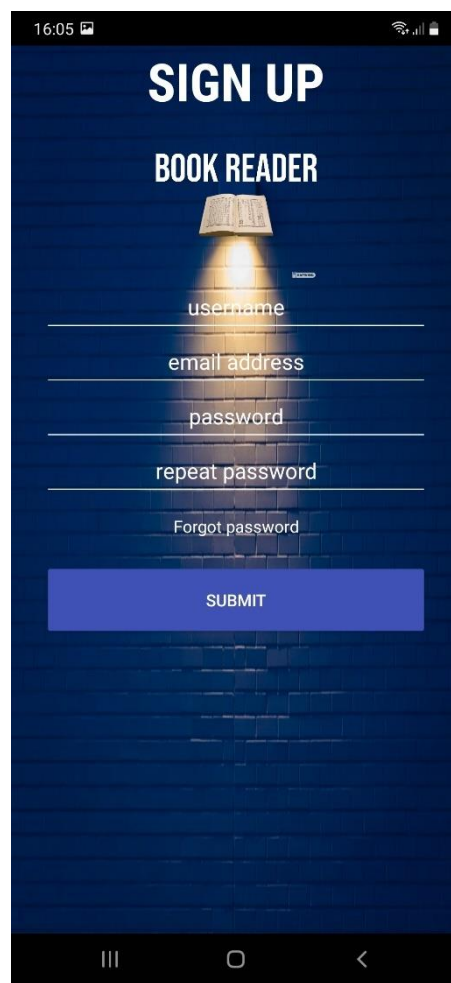 16:05
SIGN UP
BOOK READER
username
email address
password
repeat password
Forgot password
SUBMIT